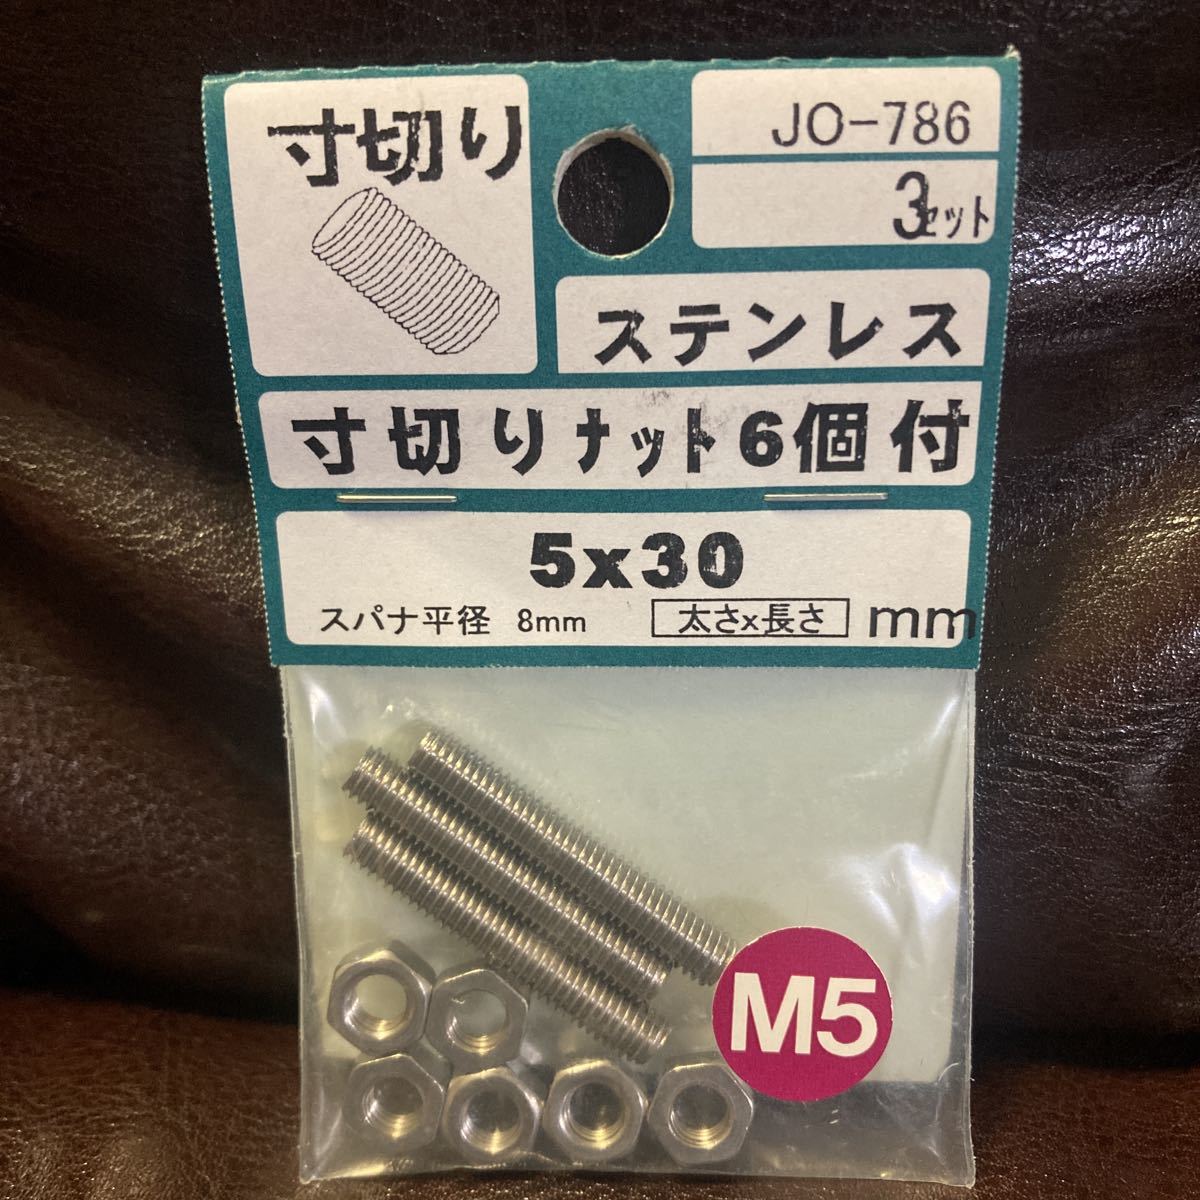 寸切り
JO-786
3セット
ステンレス
寸切りナット6個付
5x30
スパナ平径 8mm 太さx長さ mm
M5